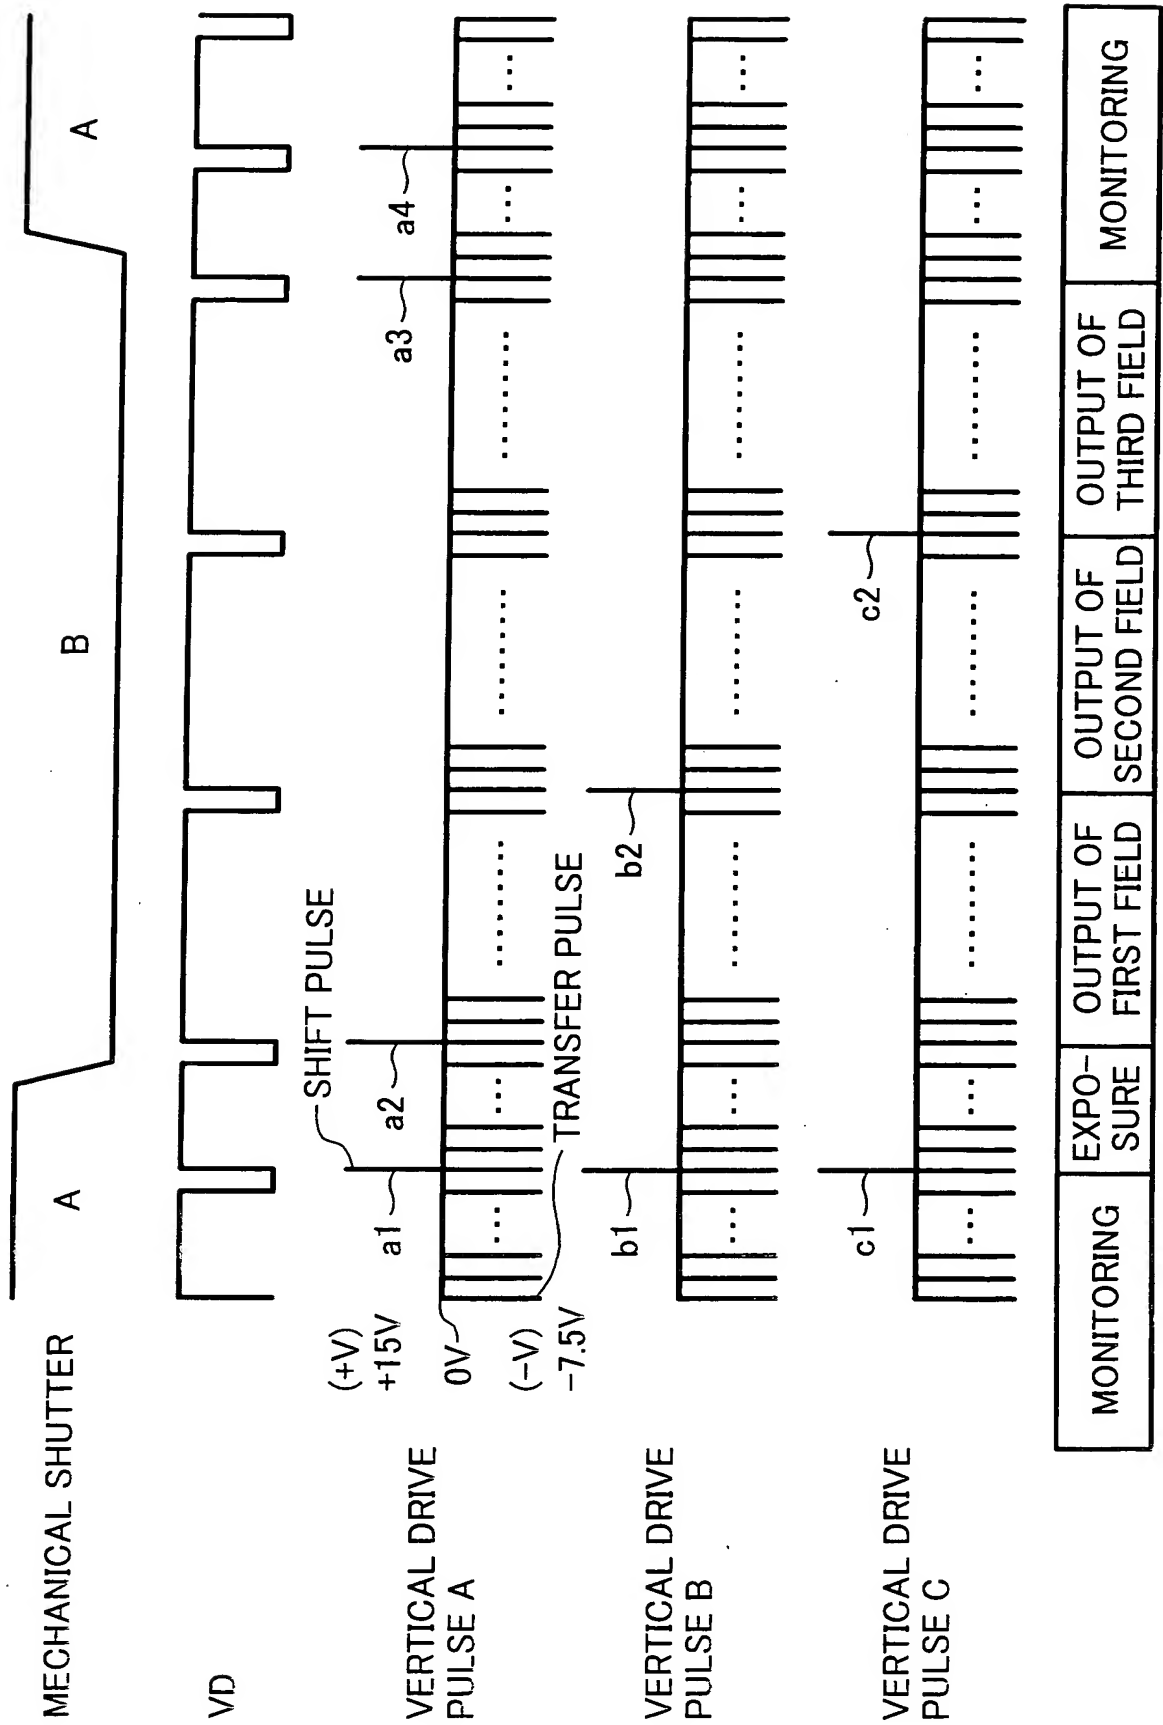 MECHANICAL SHUTTER
A
B
A
VD
SHIFT PULSE
(+V)
+15V
0V
(-V)
-7.5V
a1
a2
a3
a4
TRANSFER PULSE
VERTICAL DRIVE
PULSE A
b1
b2
VERTICAL DRIVE
PULSE B
c1
c2
VERTICAL DRIVE
PULSE C
MONITORING
EXPO-
SURE
OUTPUT OF
FIRST FIELD
OUTPUT OF
SECOND FIELD
OUTPUT OF
THIRD FIELD
MONITORING